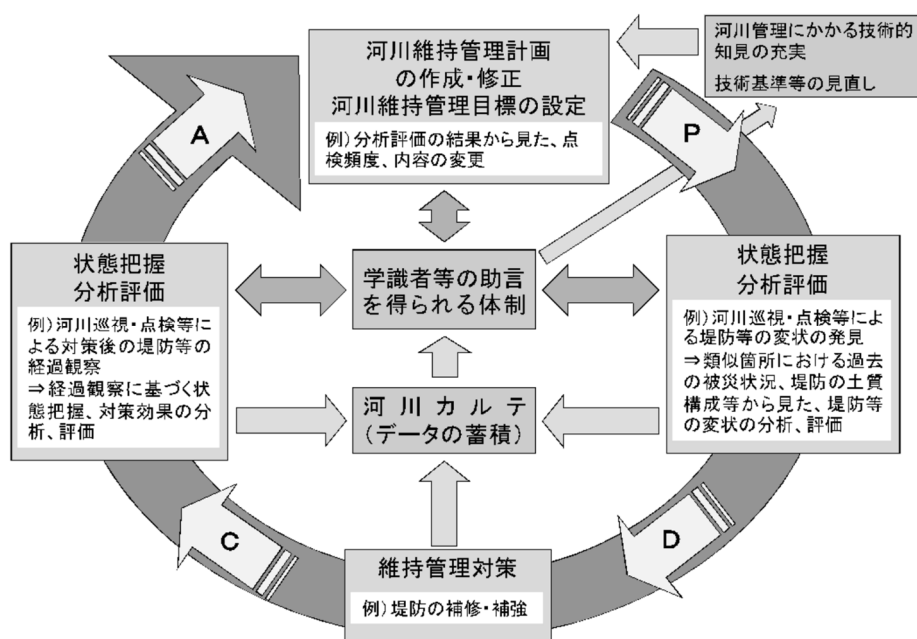 河川維持管理計画
の作成・修正
河川維持管理目標の設定
例)分析評価の結果から見た、点
検頻度、内容の変更
河川管理にかかる技術的
知見の充実
技術基準等の見直し
A
P
状態把握
分析評価
例)河川巡視・点検等によ
る対策後の堤防等の
経過観察
⇒経過観察に基づく状
態把握、対策効果の分
析、評価
学識者等の助言
を得られる体制
状態把握
分析評価
例)河川巡視・点検等によ
る堤防等の変状の発見
⇒類似箇所における過去
の被災状況、堤防の土質
構成等から見た、堤防等
の変状の分析、評価
河川カルテ
(データの蓄積)
C
D
維持管理対策
例)堤防の補修・補強